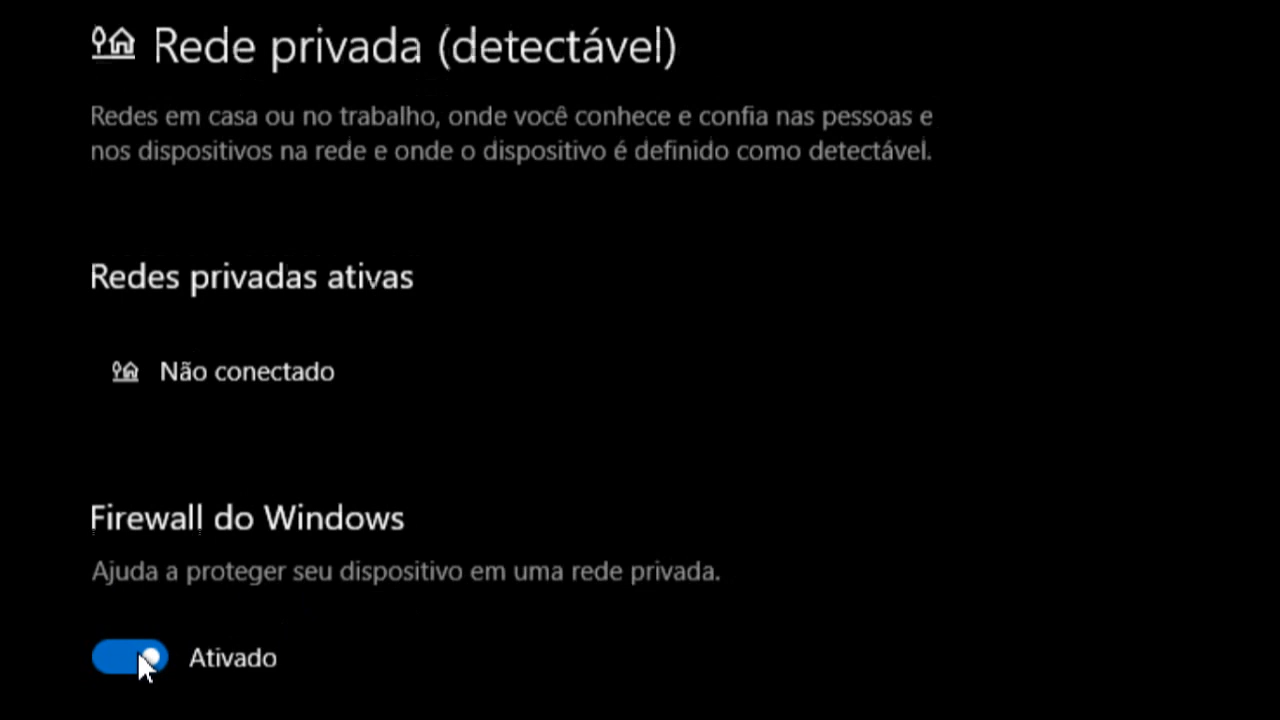 Rede privada (detectável)
Redes em casa ou no trabalho, onde você conhece e confia nas pessoas e
nos dispositivos na rede e onde o dispositivo é definido como detectável.
Redes privadas ativas
Não conectado
Firewall do Windows
Ajuda a proteger seu dispositivo em uma rede privada.
Ativado